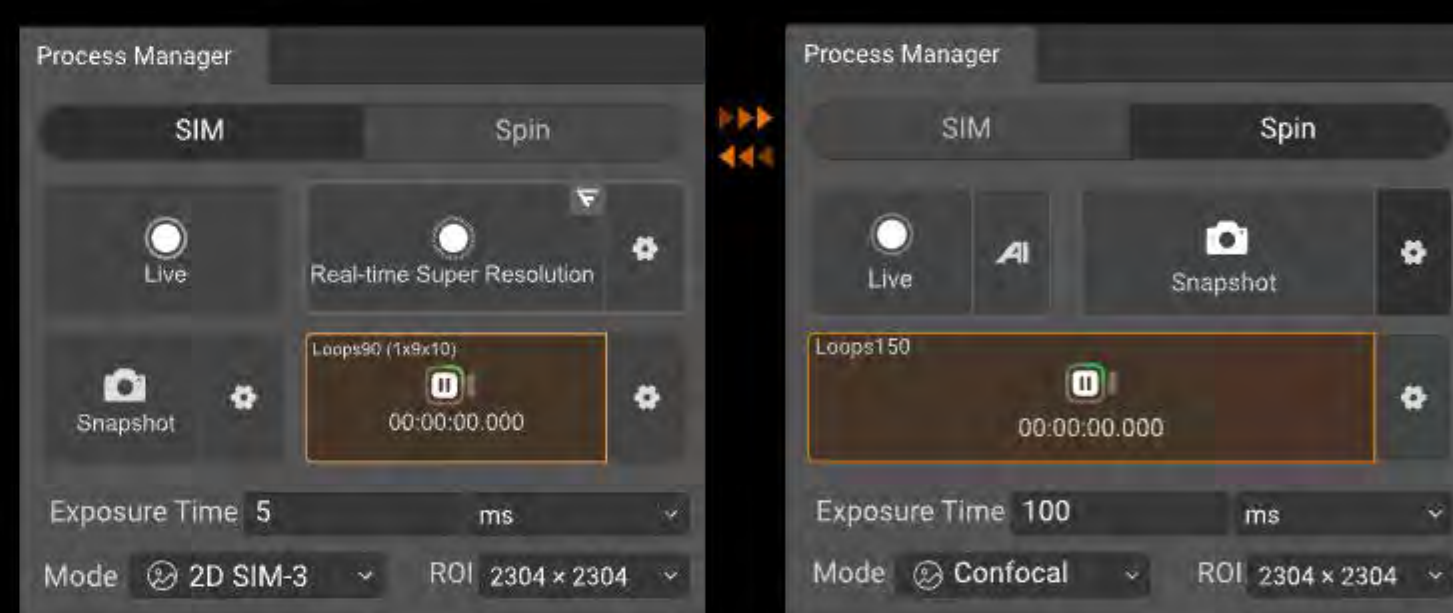 Process Manager
SIM Spin
Live
Real-time Super Resolution
Snapshot
Loops90 (1x9x10)
00:00:00.000
Exposure Time 5 ms
Mode 2D SIM-3 ROI 2304 × 2304
Process Manager
SIM Spin
Live
AI
Snapshot
Loops150
00:00:00.000
Exposure Time 100 ms
Mode Confocal ROI 2304 × 2304